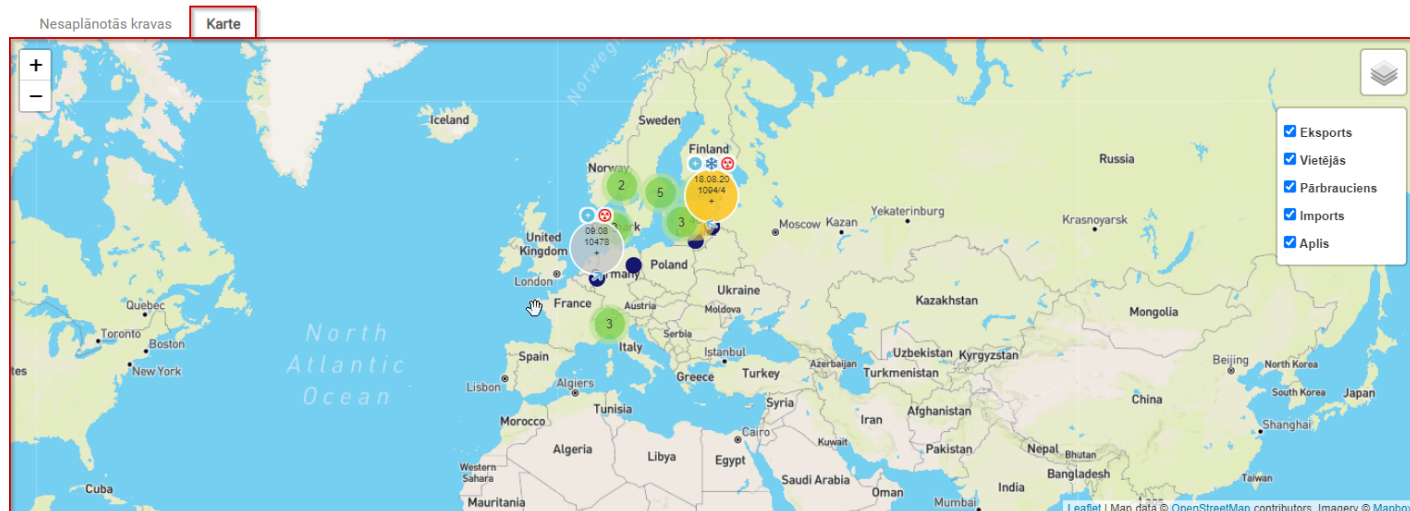 Nesaplānotās kravas
Karte
+
−
Iceland
Sweden
Finland
Norway
Russia
Eksports
Vietējās
Pārbrauciens
Imports
Aplis
18.08.20
1094/4
+
2
5
3
09.08
10478
+
Moscow
Kazan
Yekaterinburg
Krasnoyarsk
United
Kingdom
London
Poland
Ukraine
France
Austria
Moldova
Kazakhstan
Mongolia
Quebec
Toronto
Boston
New York
North
Atlantic
Ocean
3
Italy
Serbia
Spain
Lisbon
Istanbul
Greece
Turkey
Azerbaijan
Uzbekistan
Kyrgyzstan
Turkmenistan
Beijing
North Korea
South Korea
Japan
China
Shanghai
Algiers
Tunisia
Morocco
Syria
Iran
Afghanistan
Cairo
Kuwait
Pakistan
Nepal
Bhutan
Algeria
Libya
Egypt
Saudi Arabia
Oman
Bangladesh
India
Taiwan
Mumbai
Western
Sahara
Mauritania
Cuba
Leaflet | Map data © OpenStreetMap contributors, Imagery © Mapbox